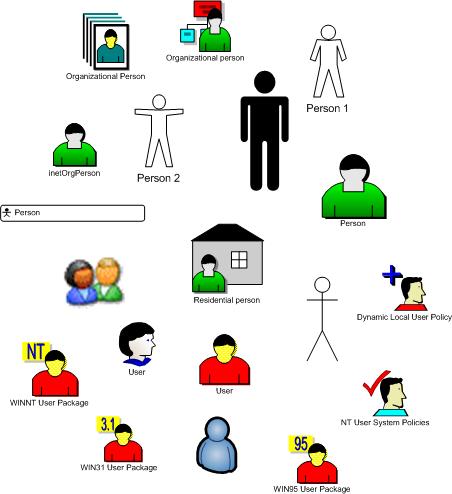 Organizational Person
Organizational person
Person 1
inetOrgPerson
Person 2
Person
Person
Residential person
Dynamic Local User Policy
NT
WINNT User Package
User
User
NT User System Policies
3.1
WIN31 User Package
95
WIN95 User Package